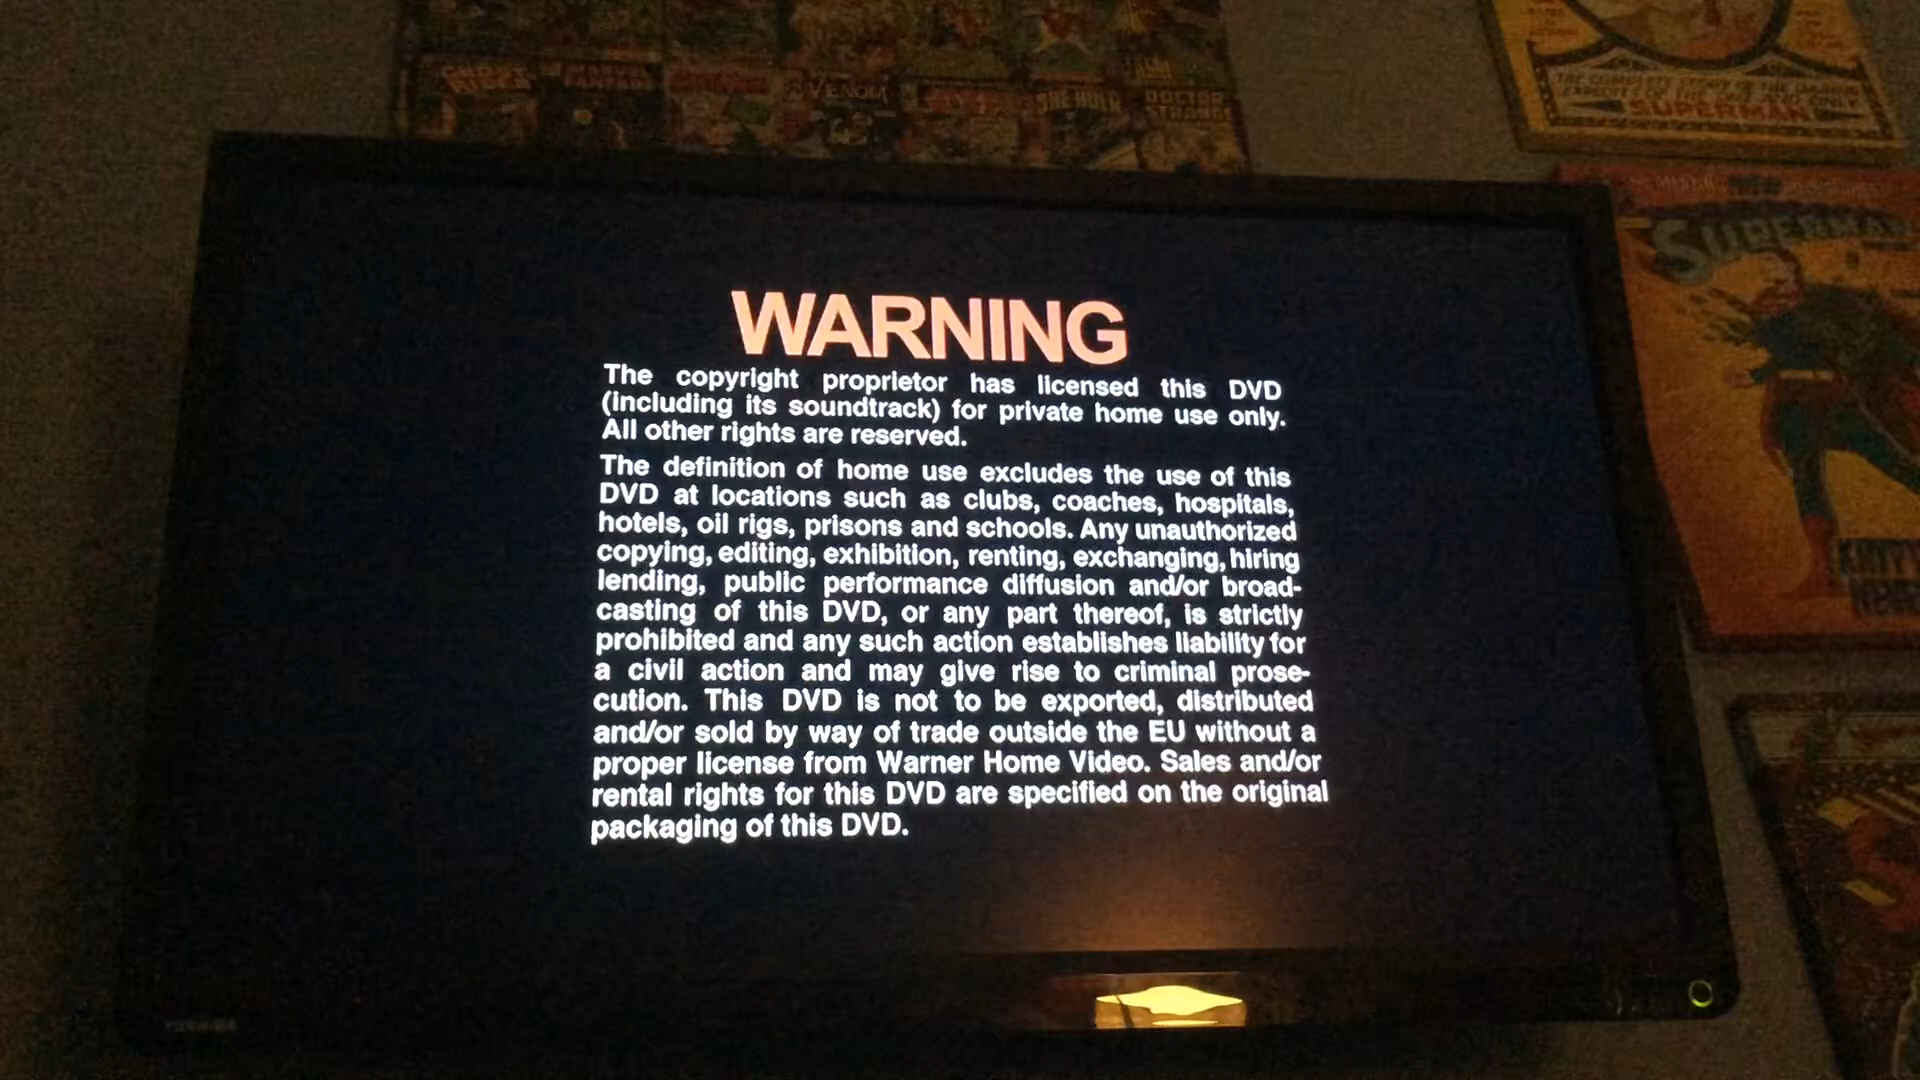 VENOM
SHE HULK
DOCTOR
STRANGE
SUPERMAN
SUPERMAN
WARNING
The copyright proprietor has licensed this DVD
(including its soundtrack) for private home use only.
All other rights are reserved.
The definition of home use excludes the use of this
DVD at locations such as clubs, coaches, hospitals,
hotels, oil rigs, prisons and schools. Any unauthorized
copying, editing, exhibition, renting, exchanging, hiring
lending, public performance diffusion and/or broad-
casting of this DVD, or any part thereof, is strictly
prohibited and any such action establishes liability for
a civil action and may give rise to criminal prose-
cution. This DVD is not to be exported, distributed
and/or sold by way of trade outside the EU without a
proper license from Warner Home Video. Sales and/or
rental rights for this DVD are specified on the original
packaging of this DVD.
TOSHIBA